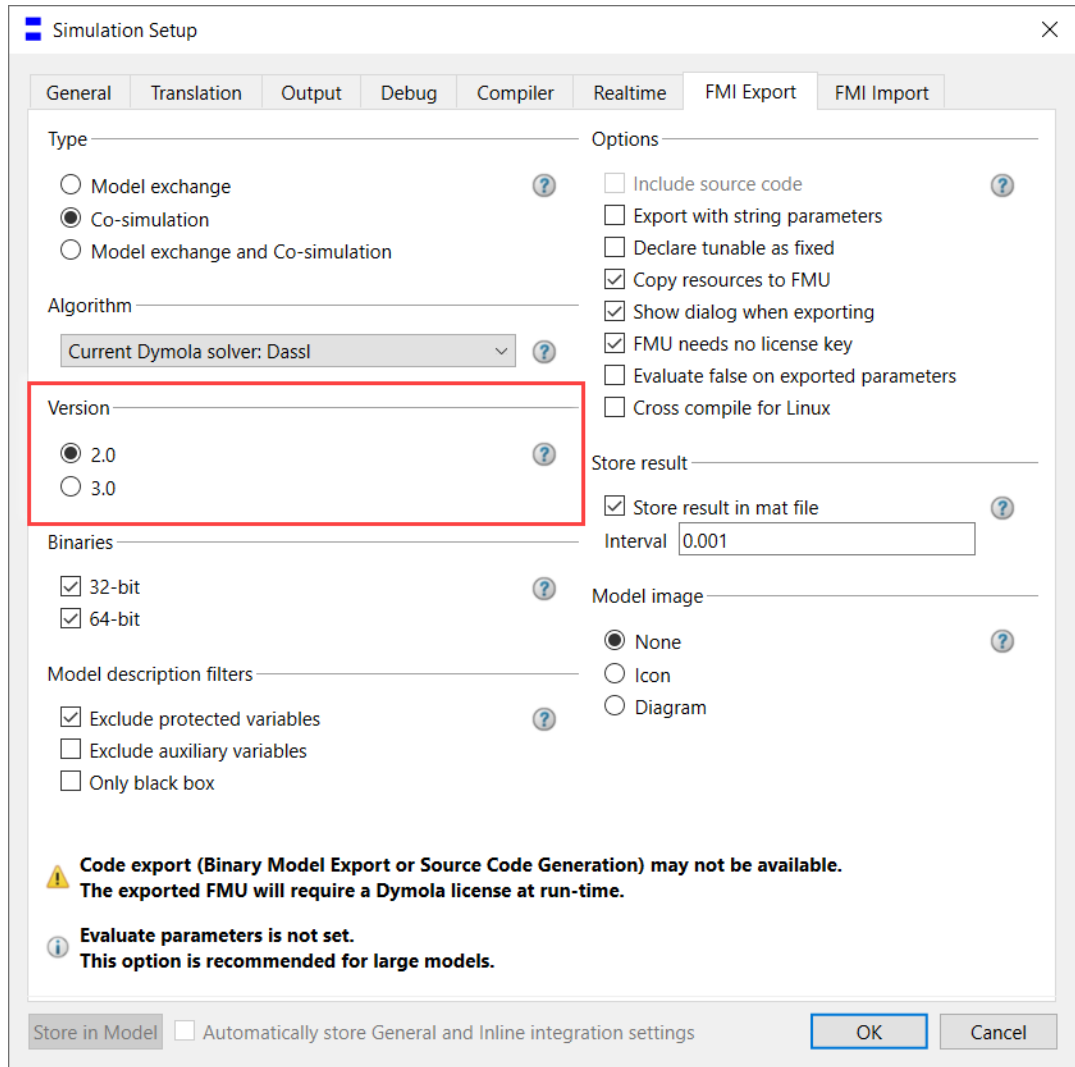 Simulation Setup
General Translation Output Debug Compiler Realtime FMI Export FMI Import
Type
Model exchange
Co-simulation
Model exchange and Co-simulation
Algorithm
Current Dymola solver: Dassl
Version
2.0
3.0
Binaries
32-bit
64-bit
Model description filters
Exclude protected variables
Exclude auxiliary variables
Only black box
Options
Include source code
Export with string parameters
Declare tunable as fixed
Copy resources to FMU
Show dialog when exporting
FMU needs no license key
Evaluate false on exported parameters
Cross compile for Linux
Store result
Store result in mat file
Interval 0.001
Model image
None
Icon
Diagram
Code export (Binary Model Export or Source Code Generation) may not be available.
The exported FMU will require a Dymola license at run-time.
Evaluate parameters is not set.
This option is recommended for large models.
Store in Model Automatically store General and Inline integration settings OK Cancel